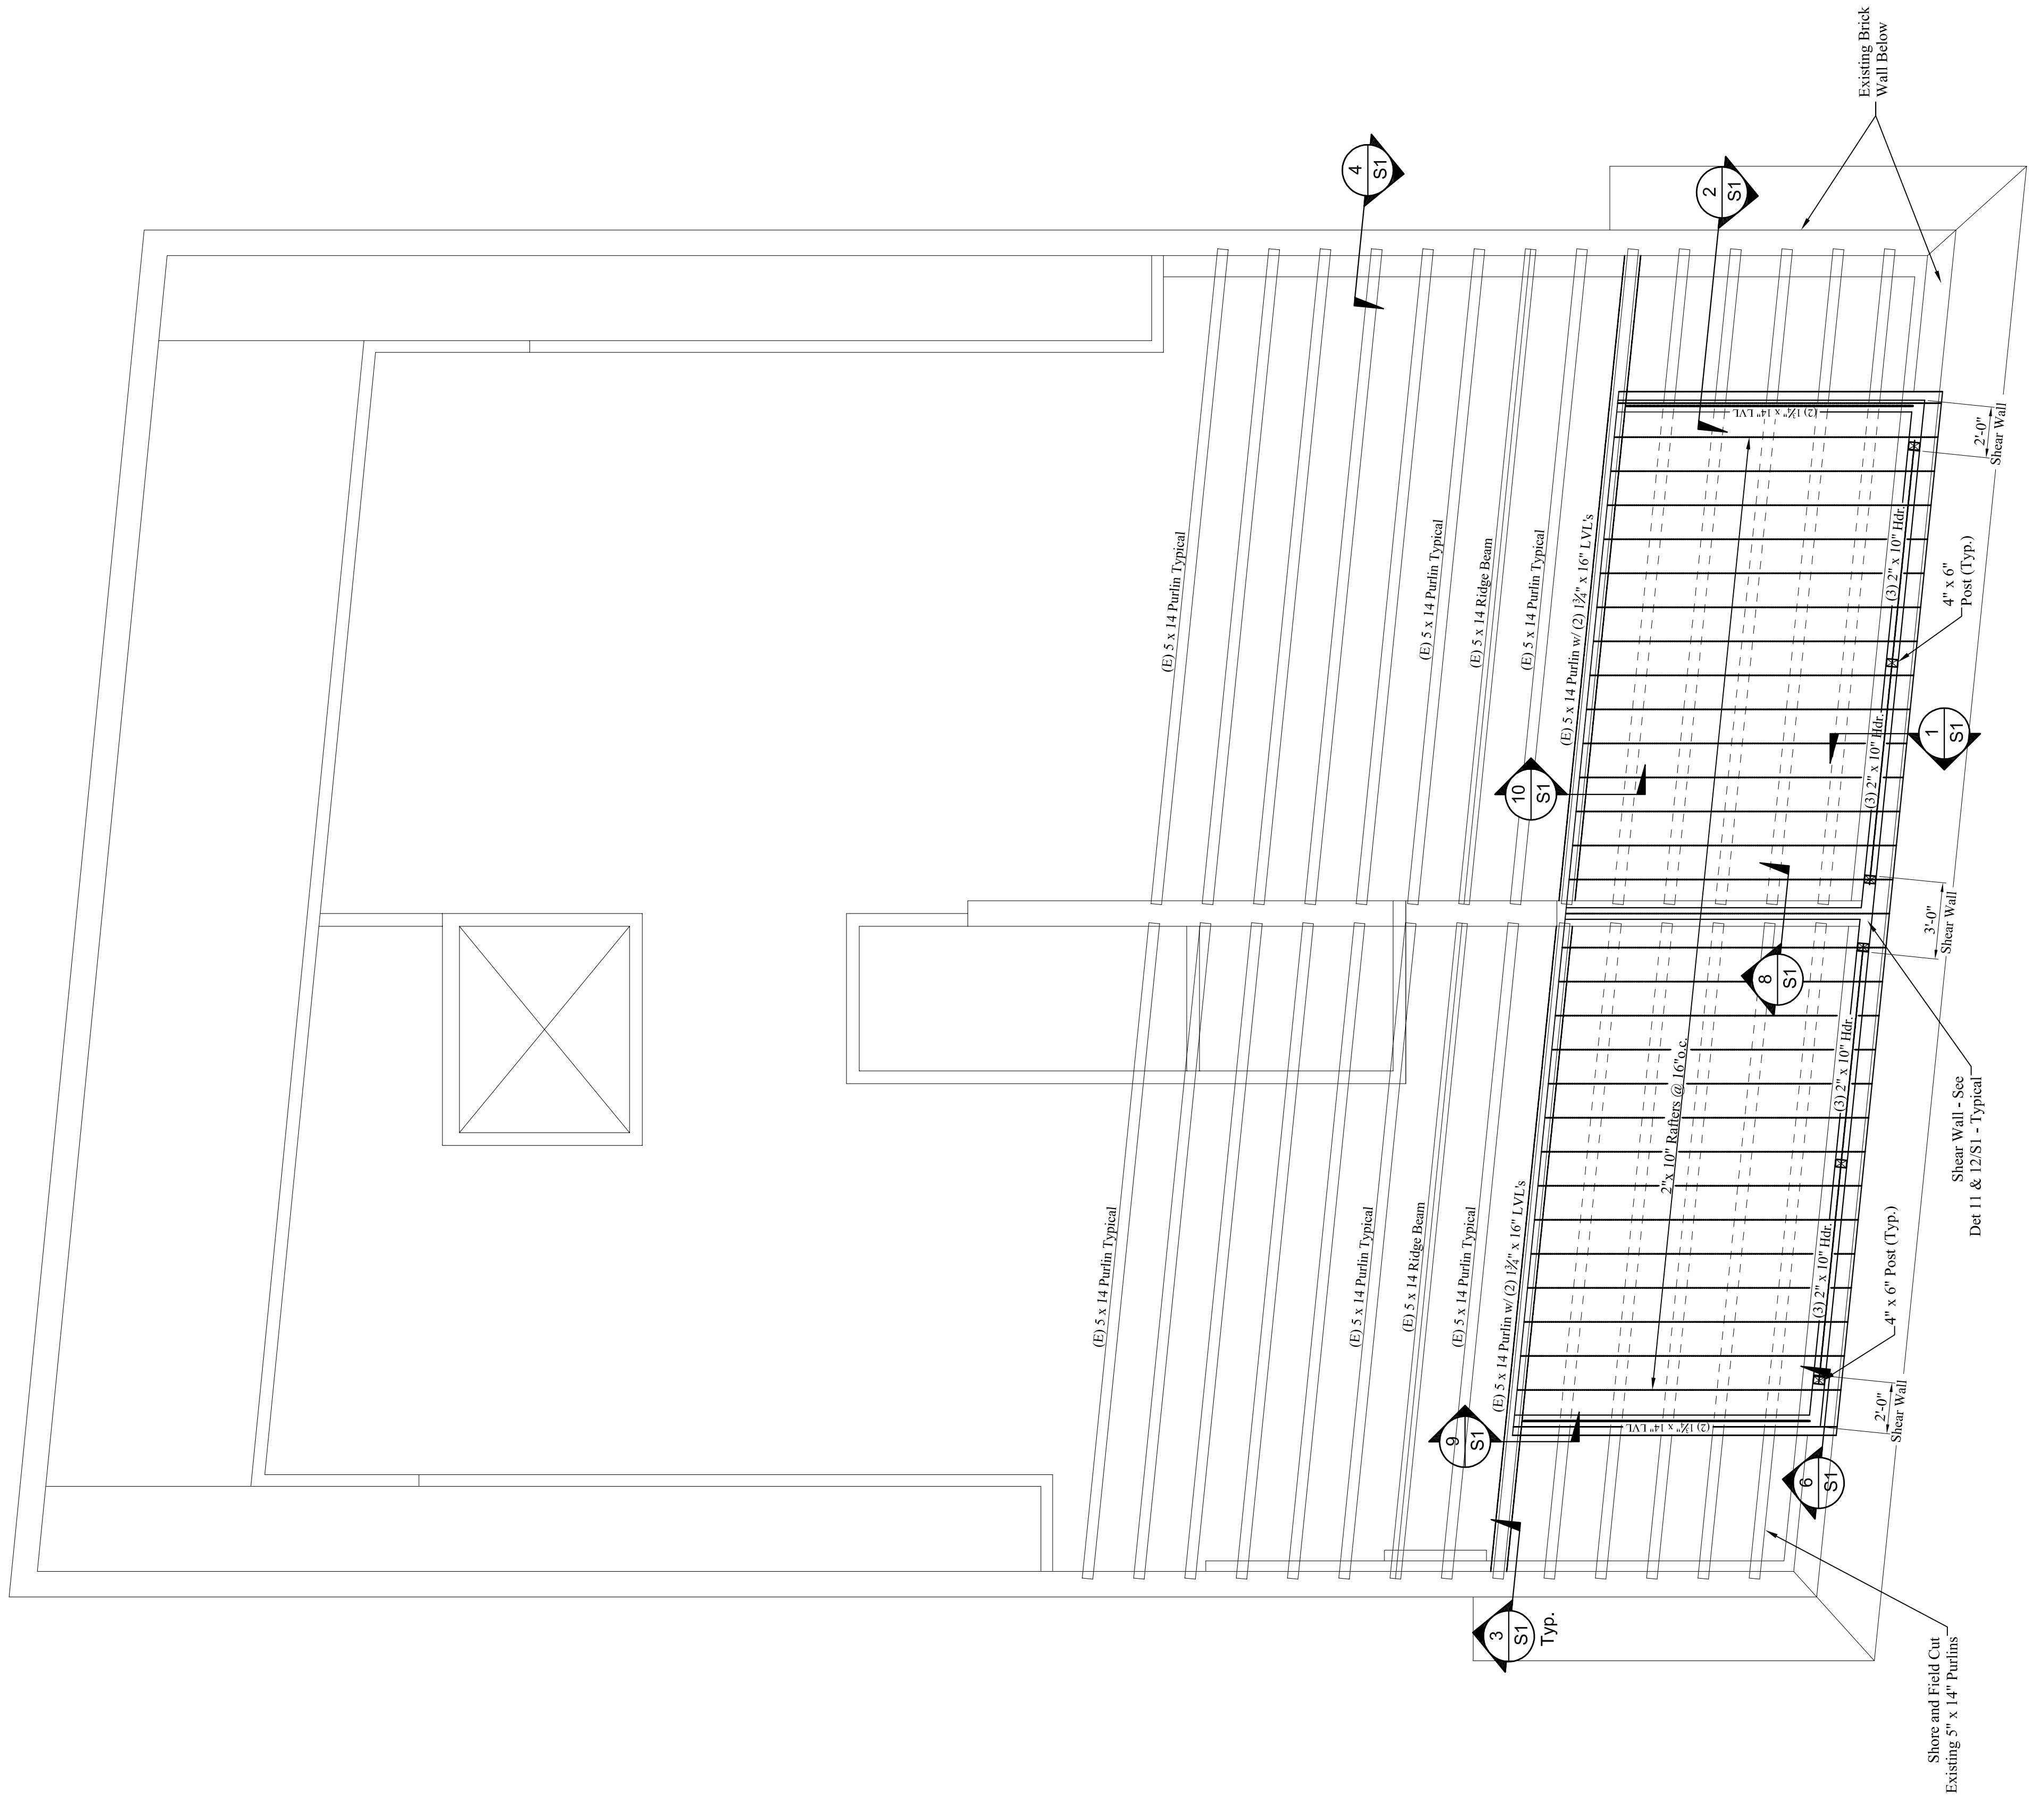 Existing Brick
Wall Below
4
S1
2
S1
(E) 5 x 14 Purlin Typical
(E) 5 x 14 Purlin Typical
(E) 5 x 14 Ridge Beam
(E) 5 x 14 Purlin Typical
(E) 5 x 14 Purlin w/ (2) 1¾" x 16" LVL's
(2) 1¾" x 14" LVL
2'-0"
Shear Wall
(3) 2" x 10" Hdr.
4" x 6"
Post (Typ.)
(3) 2" x 10" Hdr.
1
S1
10
S1
3'-0"
Shear Wall
8
S1
2"x 10" Rafters @ 16"o.c.
(3) 2" x 10" Hdr.
Shear Wall - See
Det 11 & 12/S1 - Typical
(E) 5 x 14 Purlin Typical
(E) 5 x 14 Purlin Typical
(E) 5 x 14 Ridge Beam
(E) 5 x 14 Purlin Typical
(E) 5 x 14 Purlin w/ (2) 1¾" x 16" LVL's
(3) 2" x 10" Hdr.
4" x 6" Post (Typ.)
(2) 1¾" x 14" LVL
2'-0"
Shear Wall
9
S1
6
S1
3
S1
Typ.
Shore and Field Cut
Existing 5" x 14" Purlins